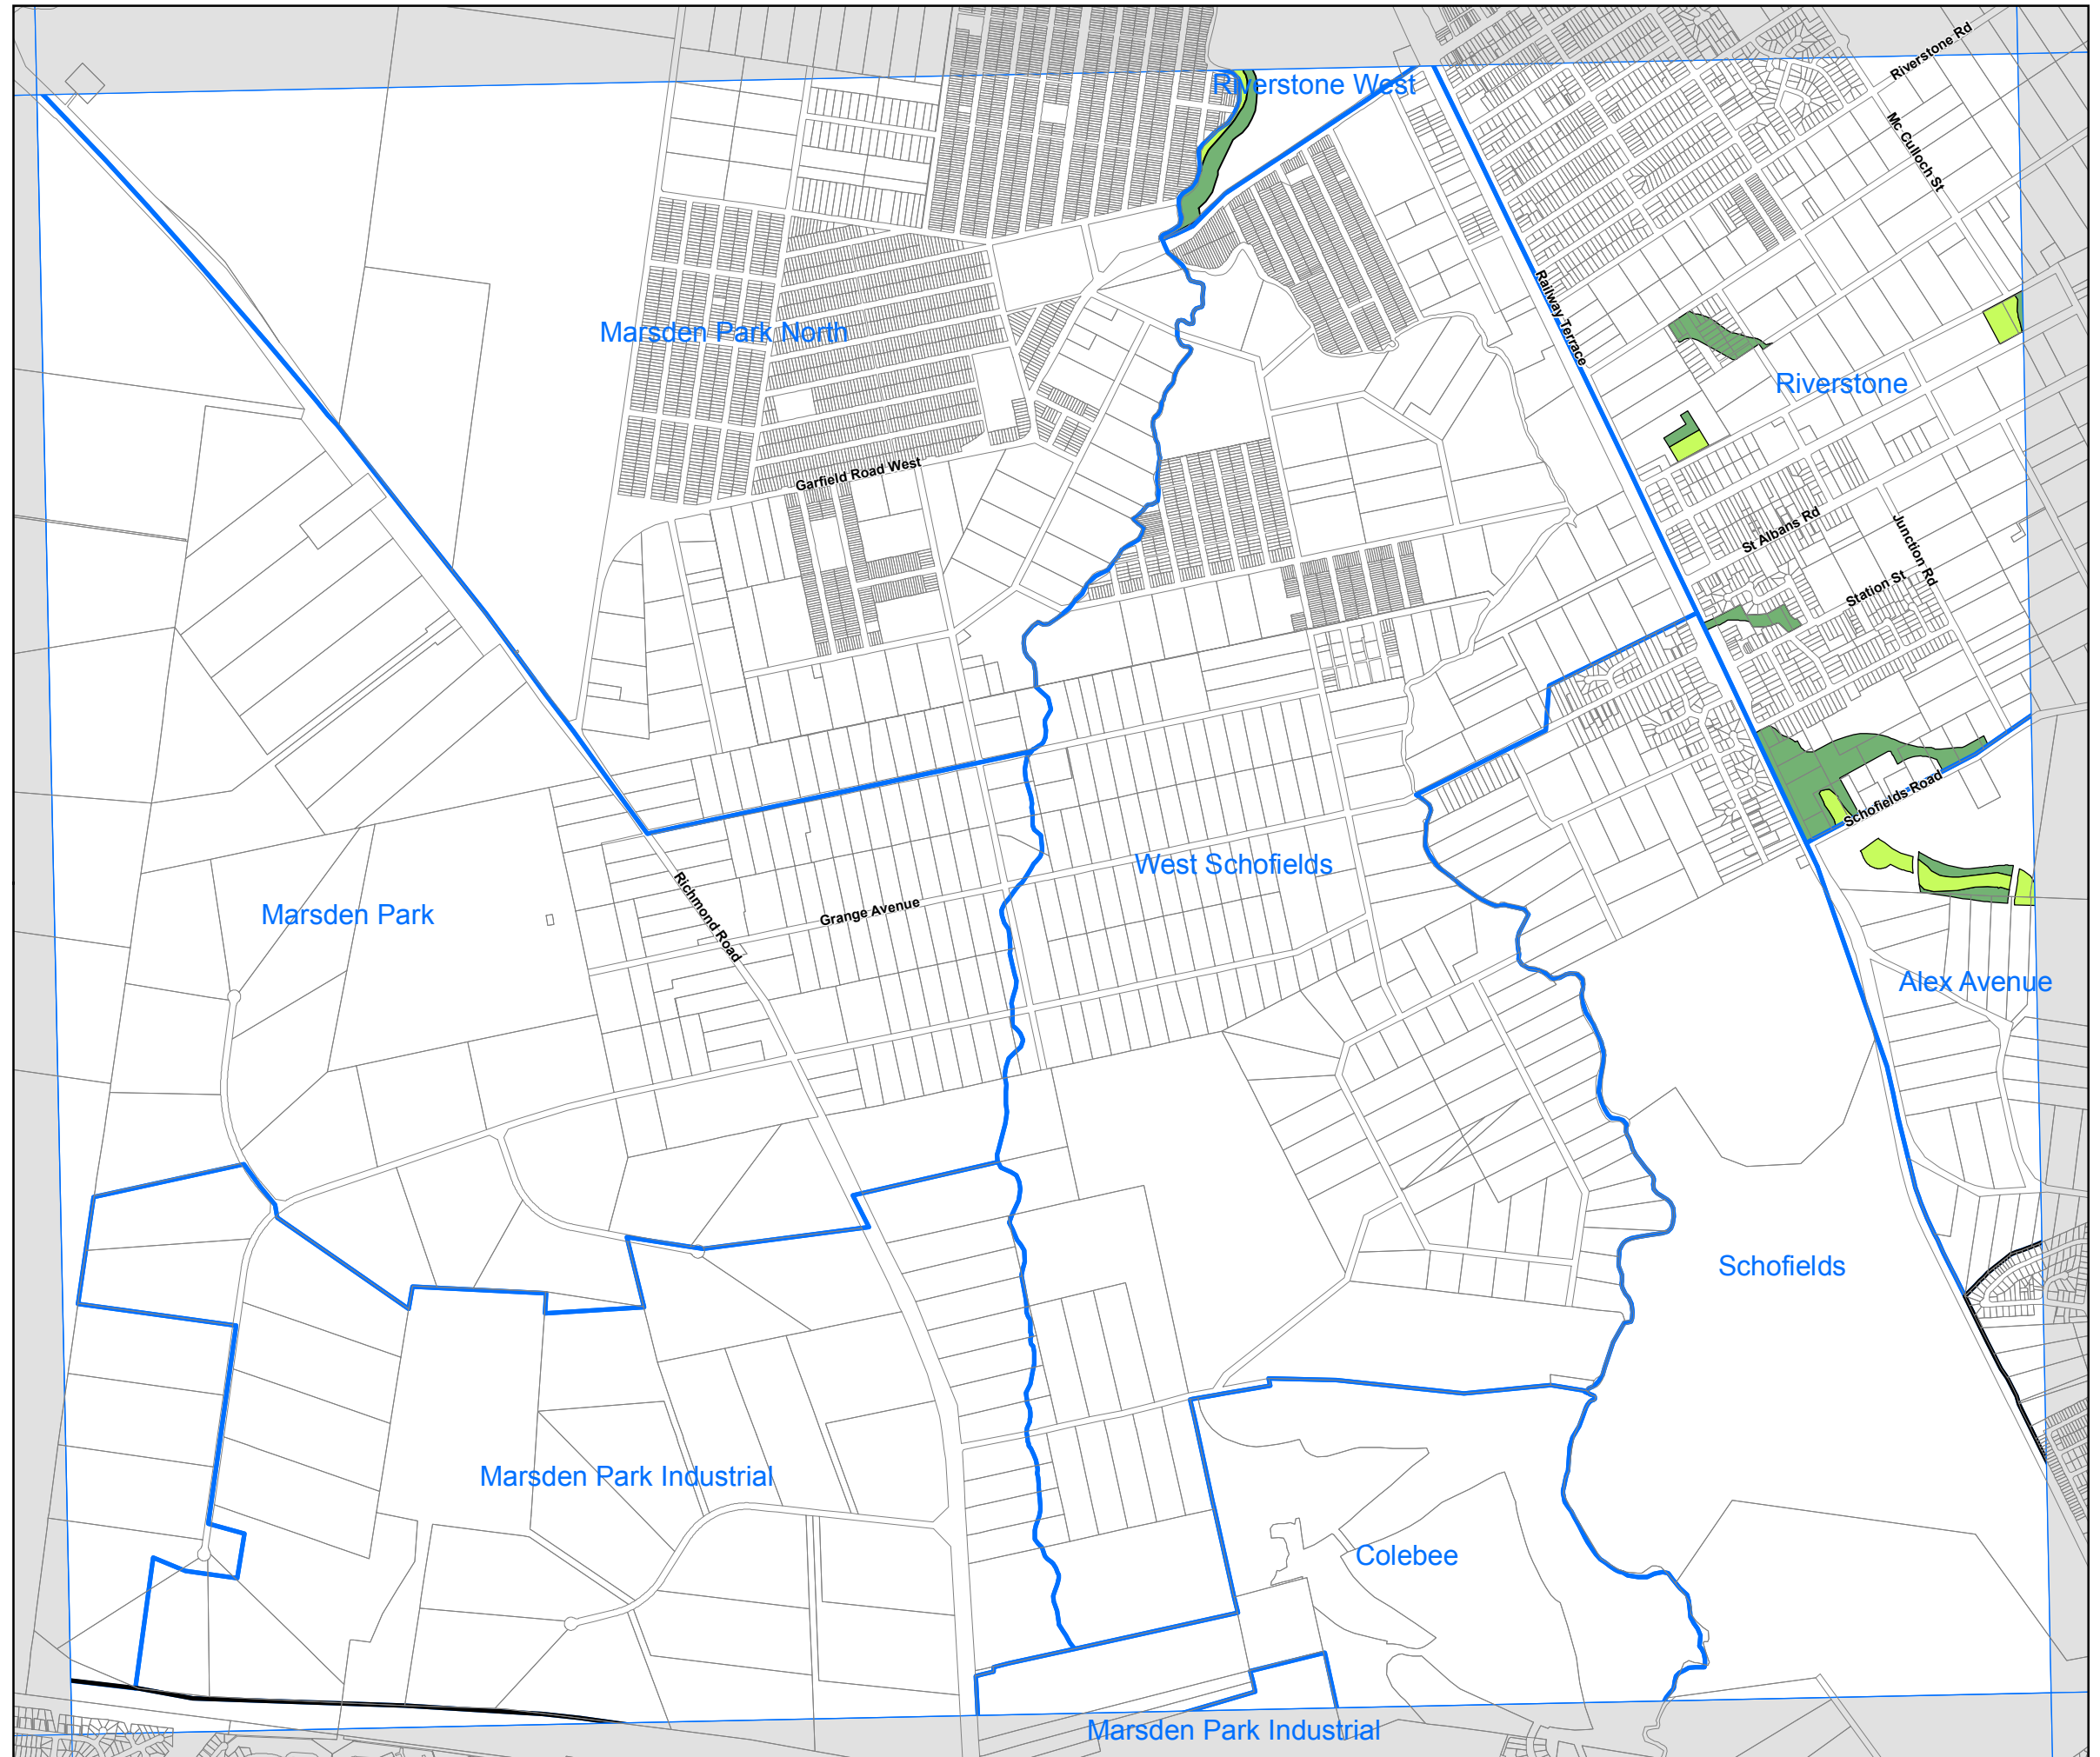 Riverstone Rd
Riverstone West
Mc Culloch St
Railway Terrace
Marsden Park North
Riverstone
Garfield Road West
St Albans Rd
Junction Rd
Station St
Schofields Road
West Schofields
Richmond Road
Grange Avenue
Marsden Park
Alex Avenue
Schofields
Marsden Park Industrial
Colebee
Marsden Park Industrial